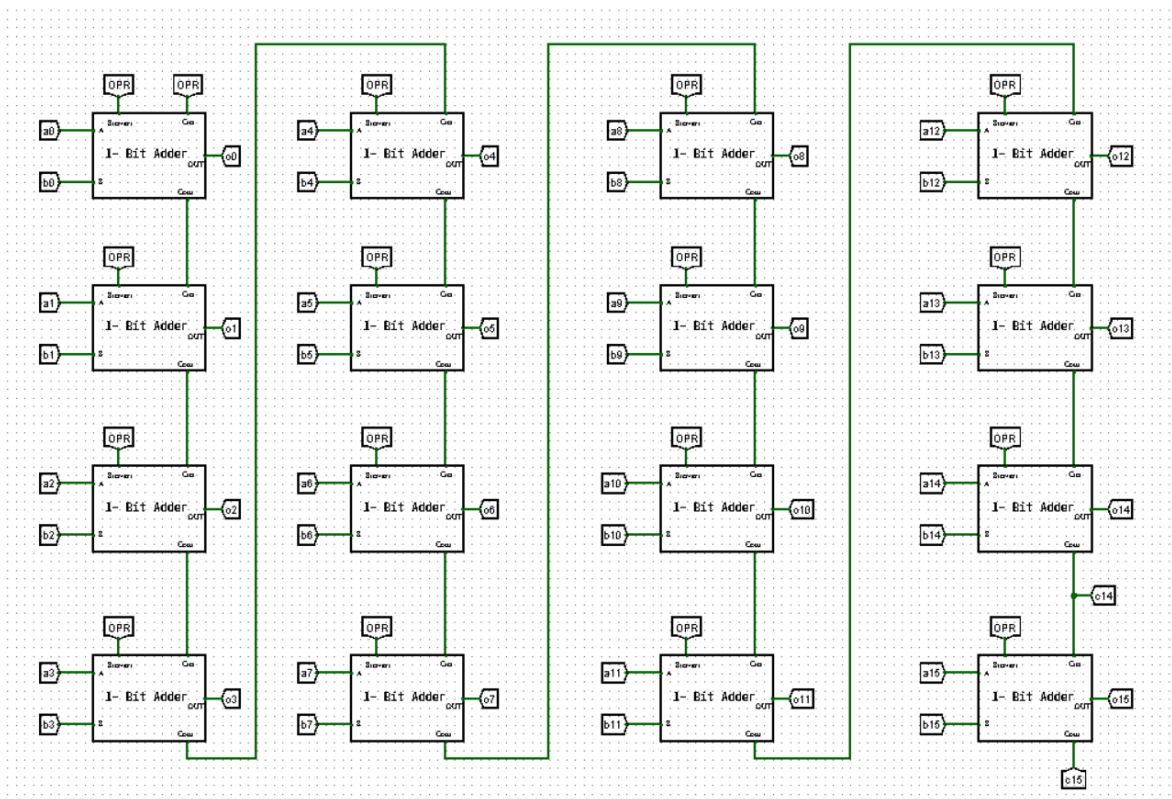 OPR OPR OPR OPR OPR
a0 A a4 A a8 A a12 A
1- Bit Adder o0 1- Bit Adder o4 1- Bit Adder o8 1- Bit Adder o12
OUT OUT OUT OUT
b0 b4 b8 b12
OPR OPR OPR OPR
a1 A a5 A a9 A a13 A
1- Bit Adder o1 1- Bit Adder o5 1- Bit Adder o9 1- Bit Adder o13
OUT OUT OUT OUT
b1 b5 b9 b13
OPR OPR OPR OPR
a2 A a6 A a10 A a14 A
1- Bit Adder o2 1- Bit Adder o6 1- Bit Adder o10 1- Bit Adder o14
OUT OUT OUT OUT
b2 b6 b10 b14
c14
OPR OPR OPR OPR
a3 A a7 A a11 A a15 A
1- Bit Adder o3 1- Bit Adder o7 1- Bit Adder o11 1- Bit Adder o15
OUT OUT OUT OUT
b3 b7 b11 b15
c15